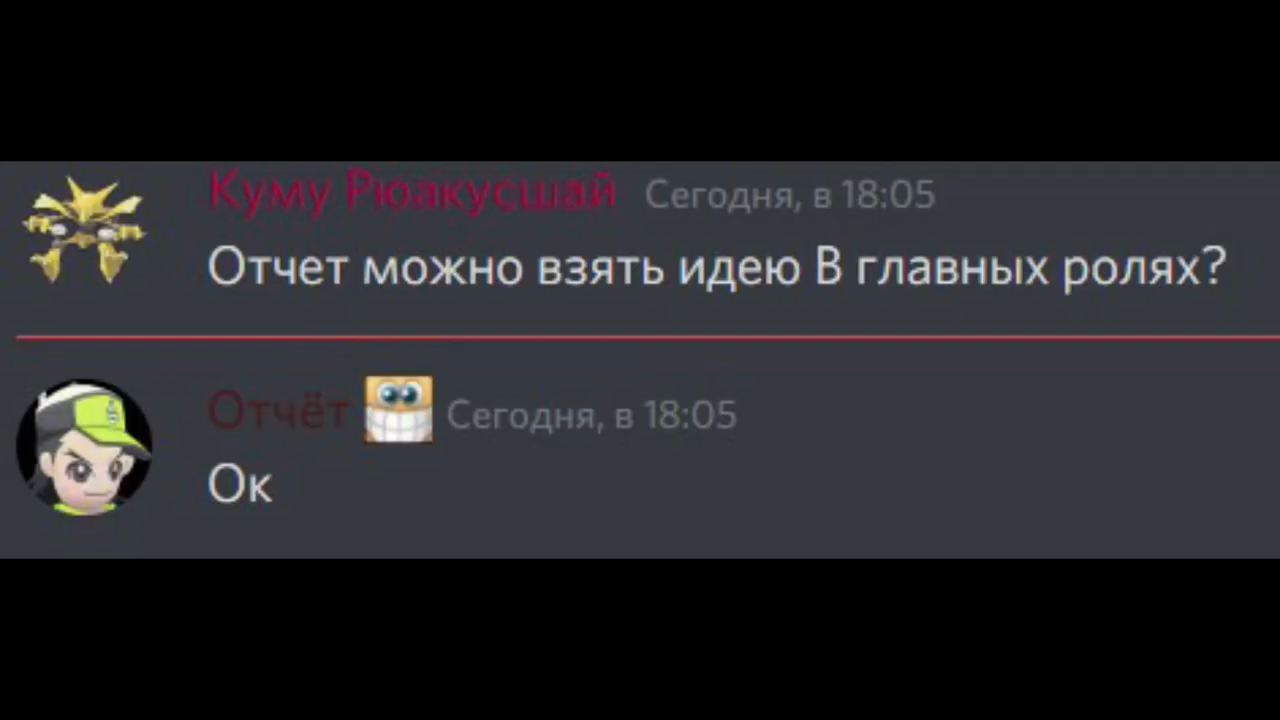 Куму Рюакусшай Сегодня, в 18:05
Отчет можно взять идею В главных ролях?
Отчёт Сегодня, в 18:05
Ок